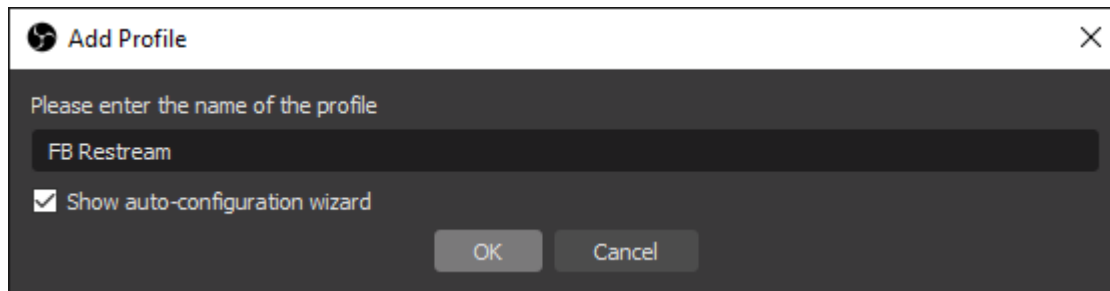 Add Profile
Please enter the name of the profile
FB Restream
Show auto-configuration wizard
OK Cancel